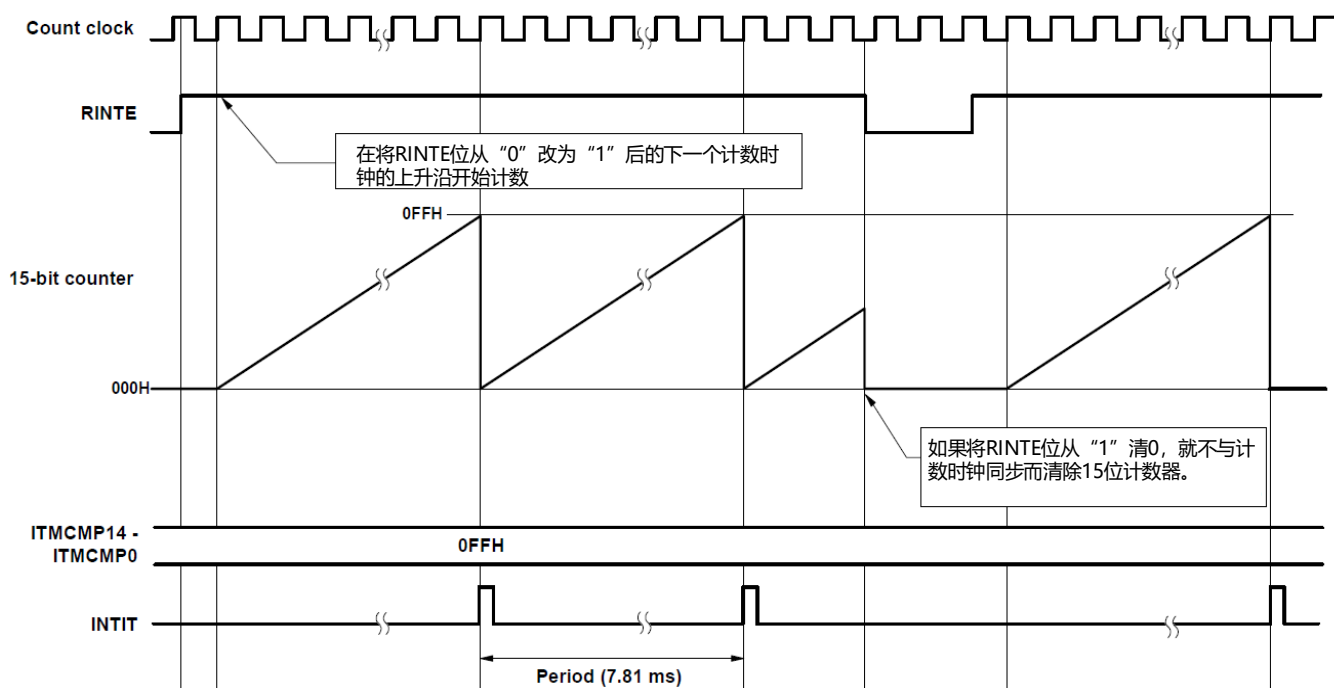 Count clock
RINTE
在将RINTE位从“0”改为“1”后的下一个计数时
钟的上升沿开始计数
0FFH
15-bit counter
000H
如果将RINTE位从“1”清0，就不与计
数时钟同步而清除15位计数器。
ITMCMP14 -
ITMCMP0
0FFH
INTIT
Period (7.81 ms)